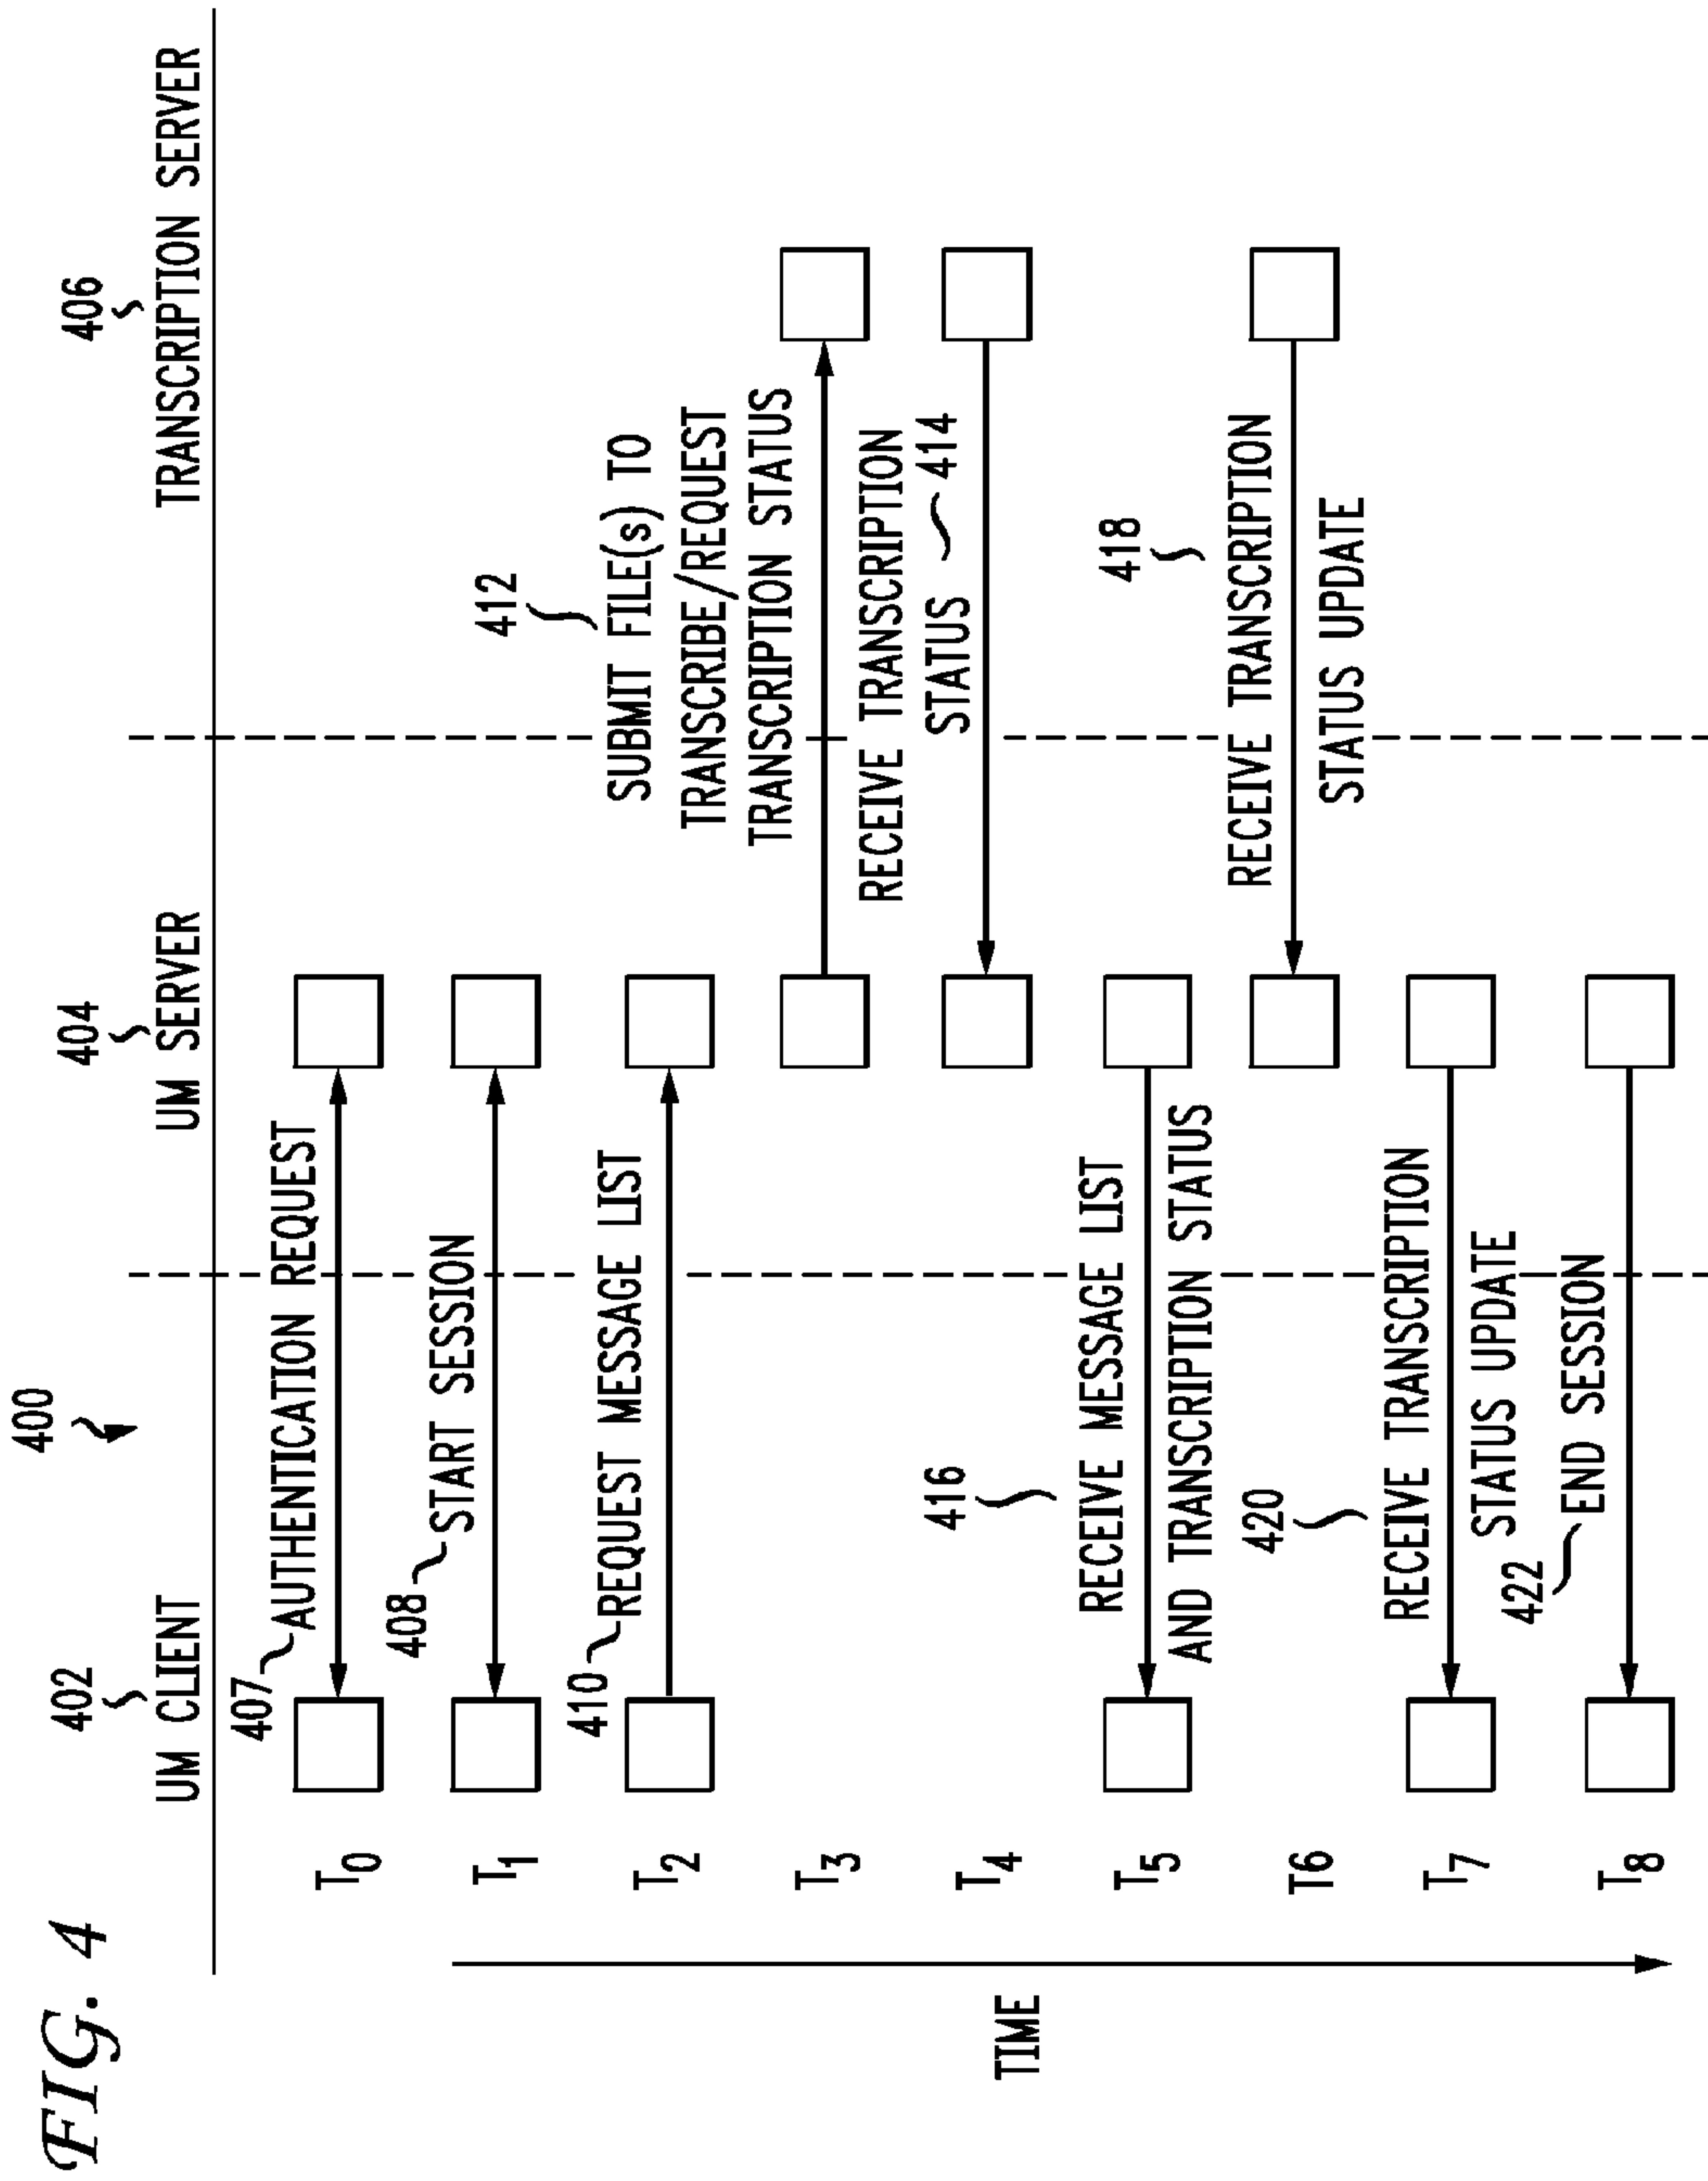 FIG. 4
400
402
UM CLIENT
404
UM SERVER
406
TRANSCRIPTION SERVER
TIME
T0
407
AUTHENTICATION REQUEST
T1
408
START SESSION
T2
410
REQUEST MESSAGE LIST
T3
412
SUBMIT FILE(s) TO
TRANSCRIBE/REQUEST
TRANSCRIPTION STATUS
T4
RECEIVE TRANSCRIPTION
STATUS
414
T5
416
RECEIVE MESSAGE LIST
AND TRANSCRIPTION STATUS
T6
418
RECEIVE TRANSCRIPTION
STATUS UPDATE
T7
420
RECEIVE TRANSCRIPTION
STATUS UPDATE
T8
422
END SESSION